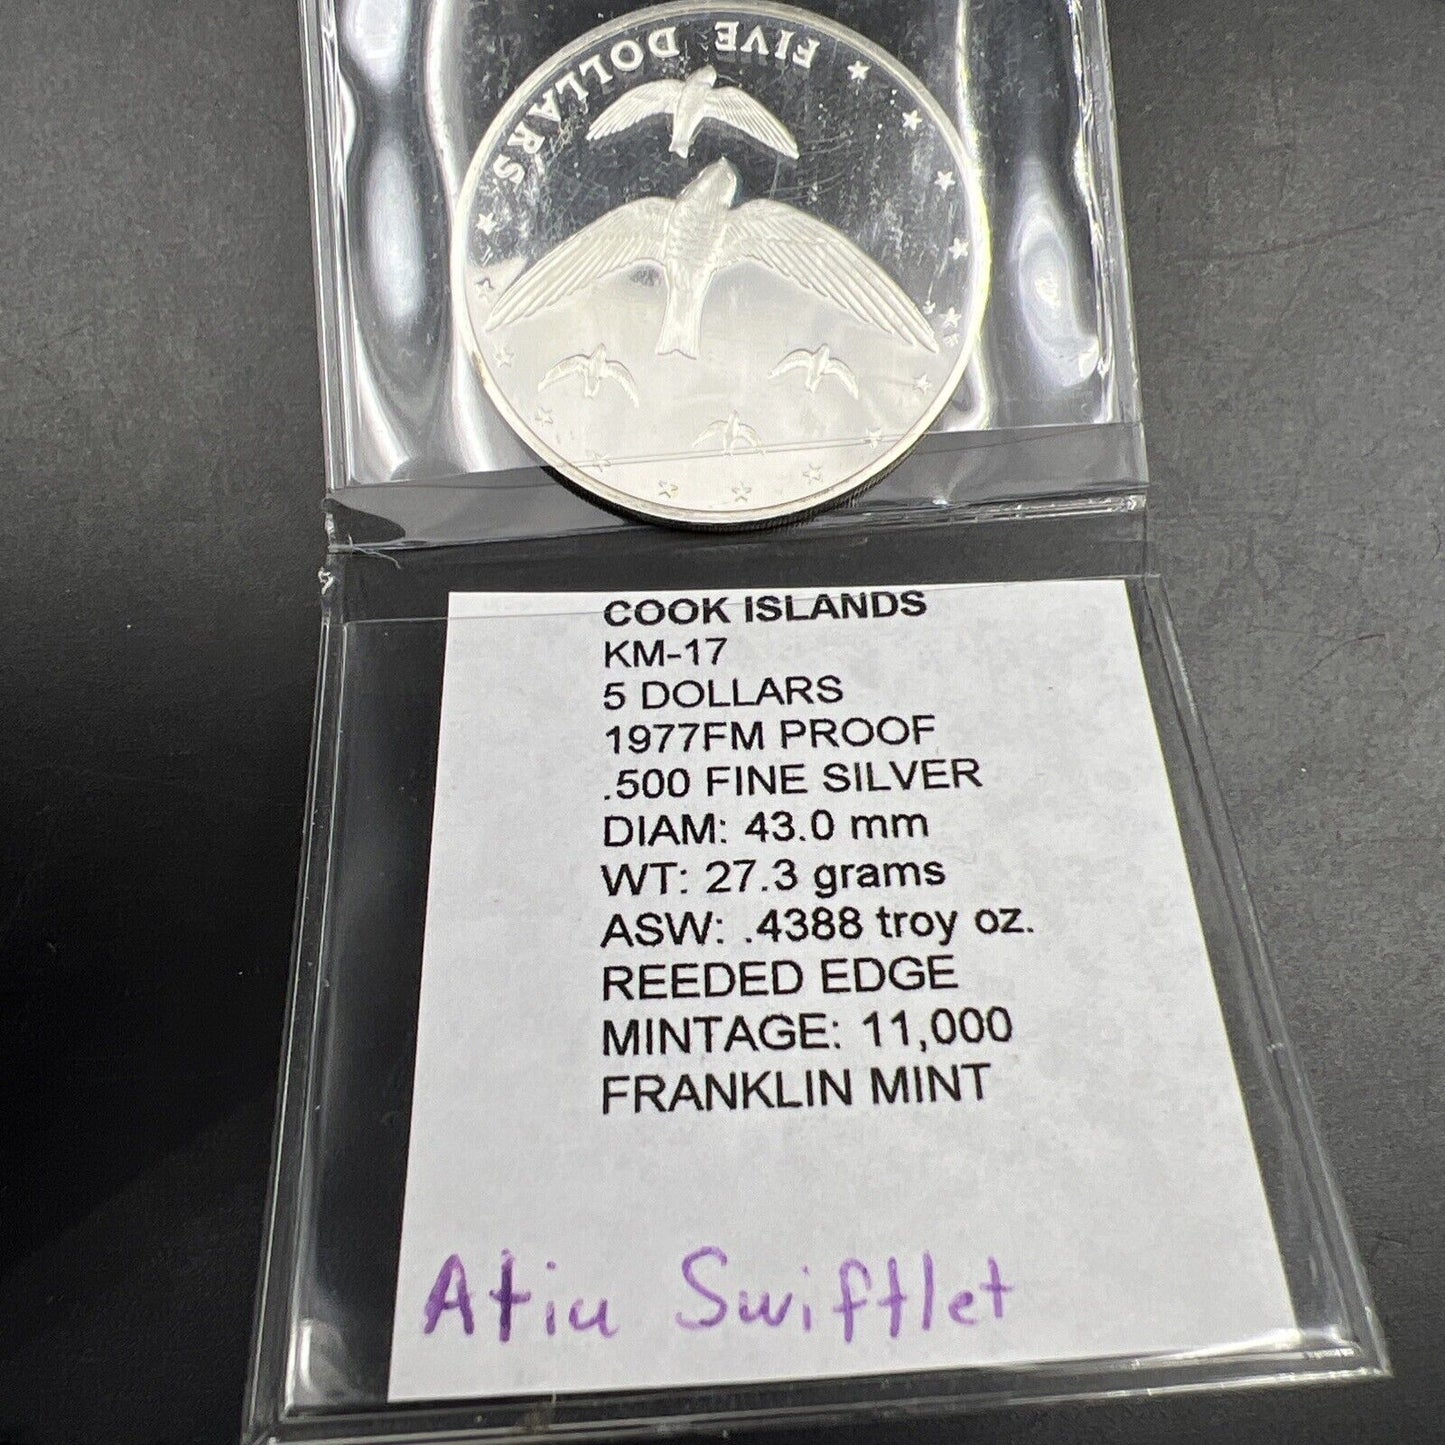 FIVE DOLLARS
COOK ISLANDS
KM-17
5 DOLLARS
1977FM PROOF
.500 FINE SILVER
DIAM: 43.0 mm
WT: 27.3 grams
ASW: .4388 troy oz.
REEDED EDGE
MINTAGE: 11,000
FRANKLIN MINT
Atiu Swiftlet